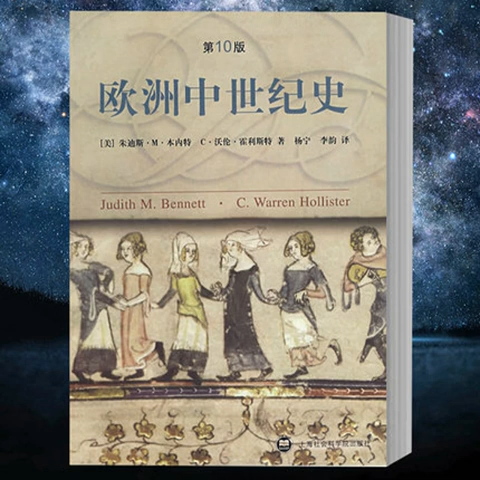 第10版
欧洲中世纪史
[美] 朱迪斯·M·本内特 C·沃伦·霍利斯特 著 杨宁 李韵 译
Judith M. Bennett · C. Warren Hollister
上海社会科学院出版社